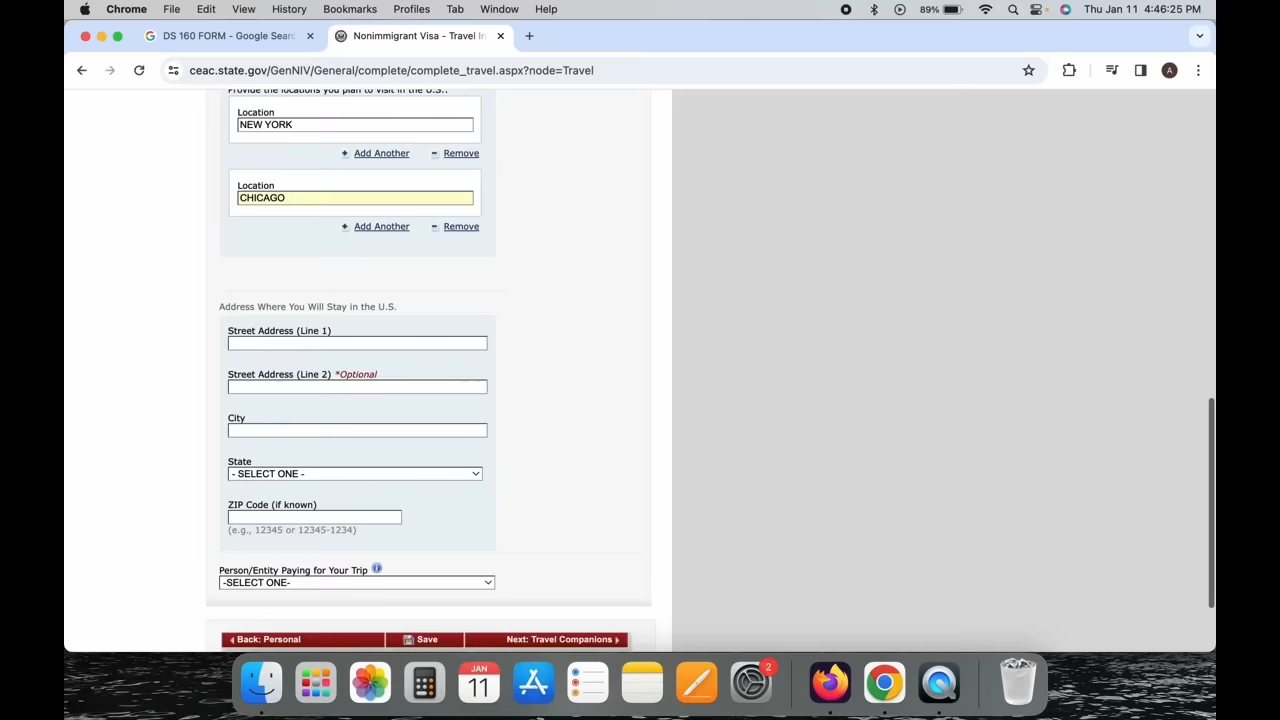 Chrome File Edit View History Bookmarks Profiles Tab Window Help 89% Thu Jan 11 4:46:25 PM
DS 160 FORM - Google Searc Nonimmigrant Visa - Travel In
ceac.state.gov/GenNIV/General/complete/complete_travel.aspx?node=Travel A
Provide the locations you plan to visit in the U.S.:
Location
NEW YORK
Add Another Remove
Location
CHICAGO
Add Another Remove
Address Where You Will Stay in the U.S.
Street Address (Line 1)
Street Address (Line 2) *Optional
City
State
- SELECT ONE -
ZIP Code (if known)
(e.g., 12345 or 12345-1234)
Person/Entity Paying for Your Trip
-SELECT ONE-
Back: Personal Save Next: Travel Companions
JAN
11
2